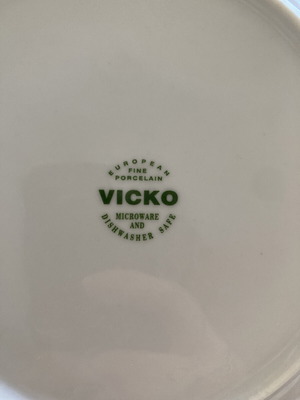 EUROPEAN
FINE
PORCELAIN
VICKO
MICROWARE
AND
DISHWASHER SAFE